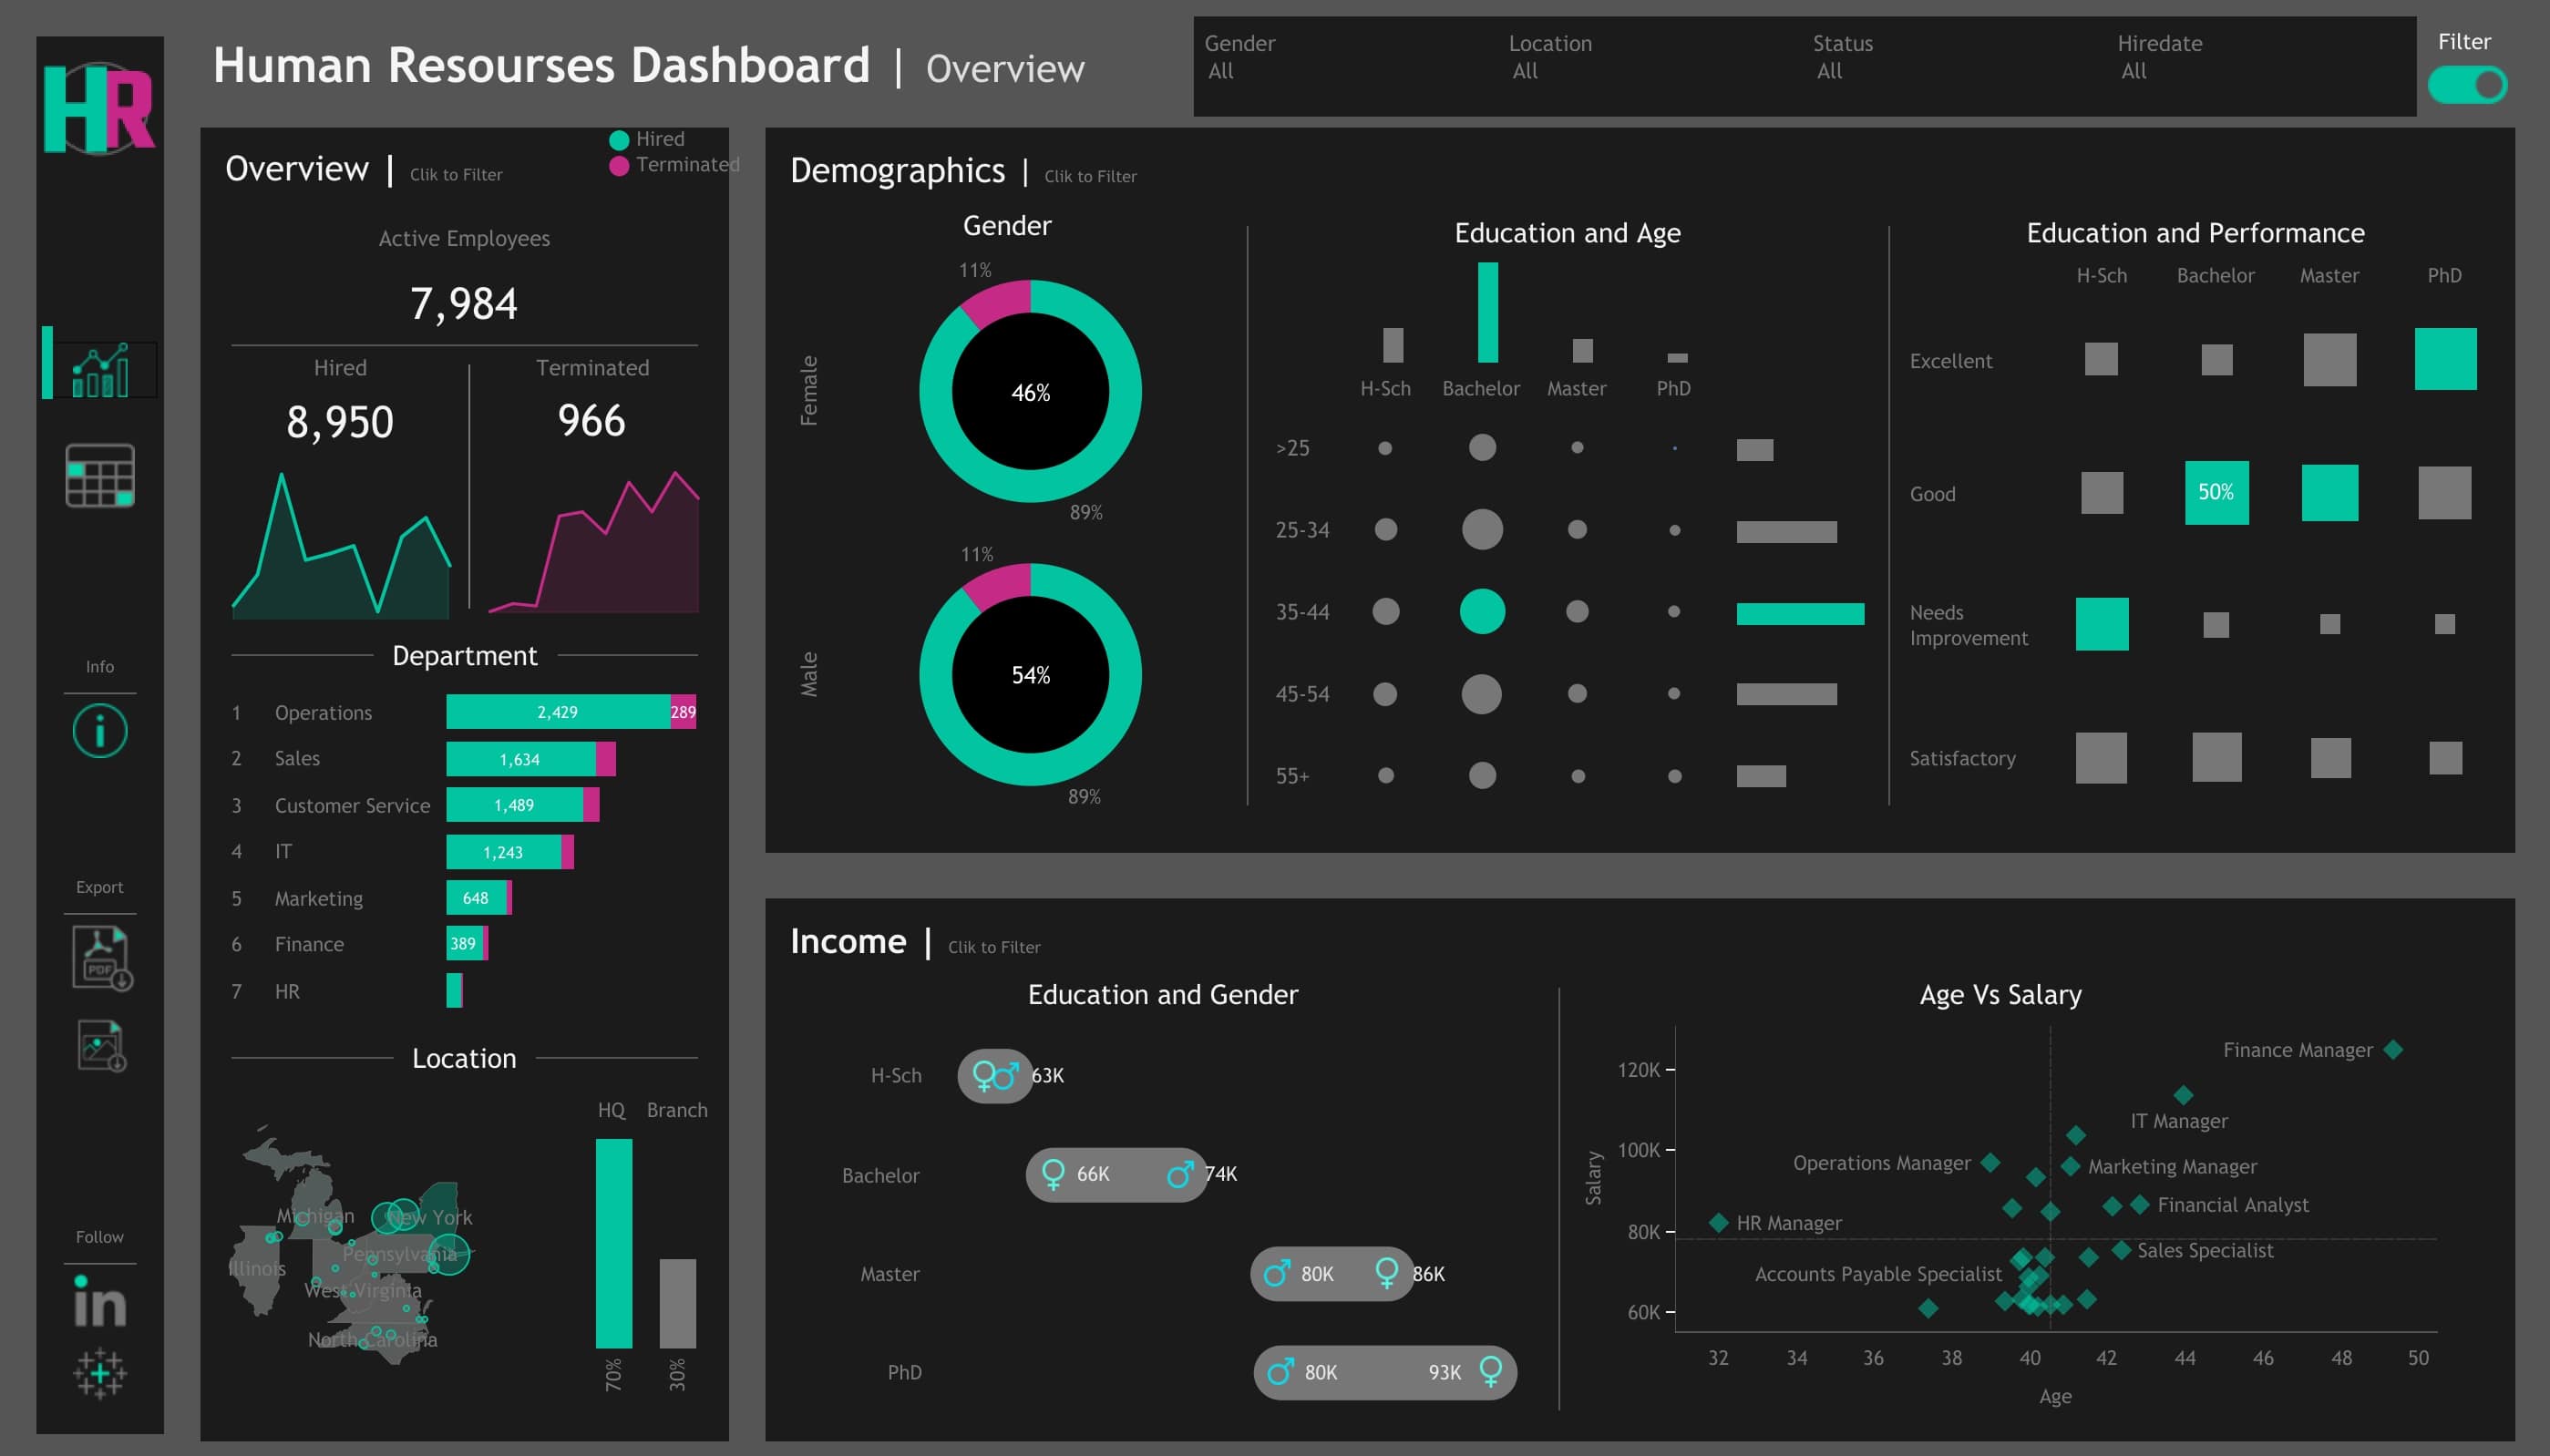 HR
Human Resourses Dashboard | Overview
Gender
All
Location
All
Status
All
Hiredate
All
Filter
Info
Export
PDF
Follow
in
Overview | Clik to Filter
Hired
Terminated
Active Employees
7,984
Hired
8,950
Terminated
966
Department
1 Operations 2,429 289
2 Sales 1,634
3 Customer Service 1,489
4 IT 1,243
5 Marketing 648
6 Finance 389
7 HR
Location
HQ Branch
70% 30%
Michigan
New York
Pennsylvania
Illinois
West Virginia
North Carolina
Demographics | Clik to Filter
Gender
Female
11%
46%
89%
Male
11%
54%
89%
Education and Age
H-Sch Bachelor Master PhD
>25
25-34
35-44
45-54
55+
Education and Performance
H-Sch Bachelor Master PhD
Excellent
Good 50%
Needs
Improvement
Satisfactory
Income | Clik to Filter
Education and Gender
H-Sch 63K
Bachelor 66K 74K
Master 80K 86K
PhD 80K 93K
Age Vs Salary
Salary
120K
100K
80K
60K
Finance Manager
IT Manager
Operations Manager
Marketing Manager
Financial Analyst
HR Manager
Sales Specialist
Accounts Payable Specialist
32 34 36 38 40 42 44 46 48 50
Age